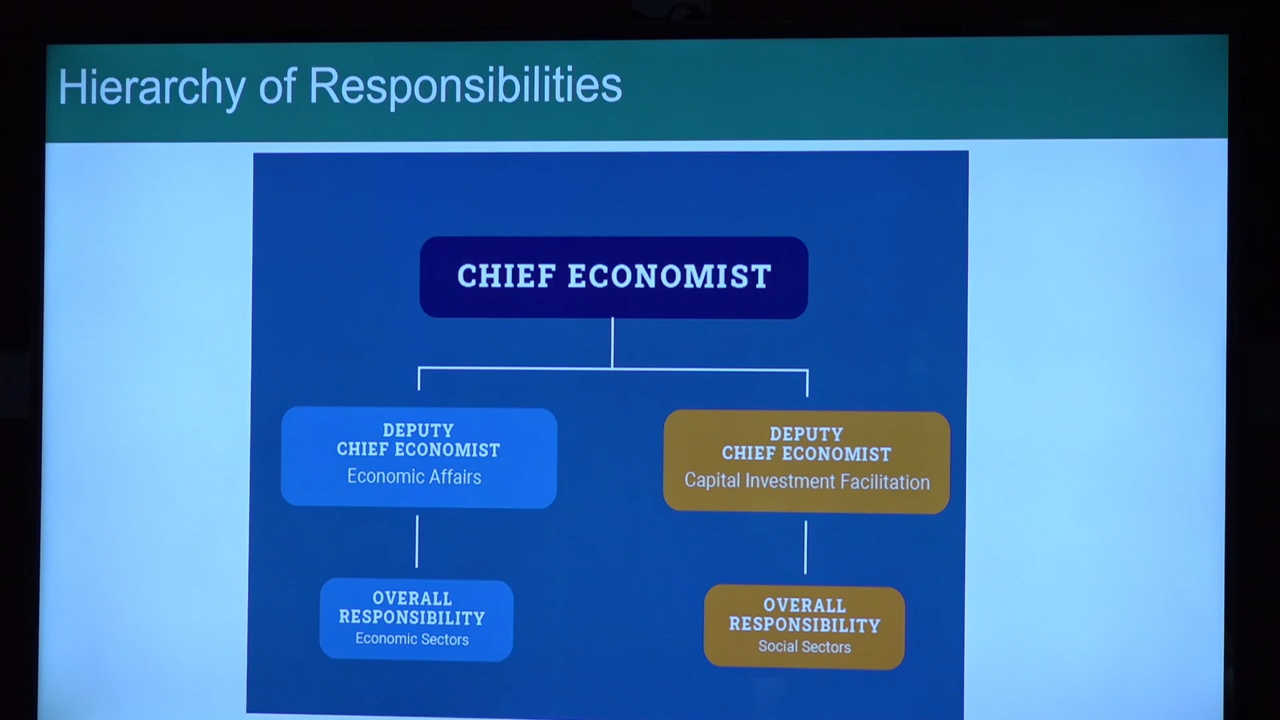 Hierarchy of Responsibilities
CHIEF ECONOMIST
DEPUTY
CHIEF ECONOMIST
Economic Affairs
DEPUTY
CHIEF ECONOMIST
Capital Investment Facilitation
OVERALL
RESPONSIBILITY
Economic Sectors
OVERALL
RESPONSIBILITY
Social Sectors